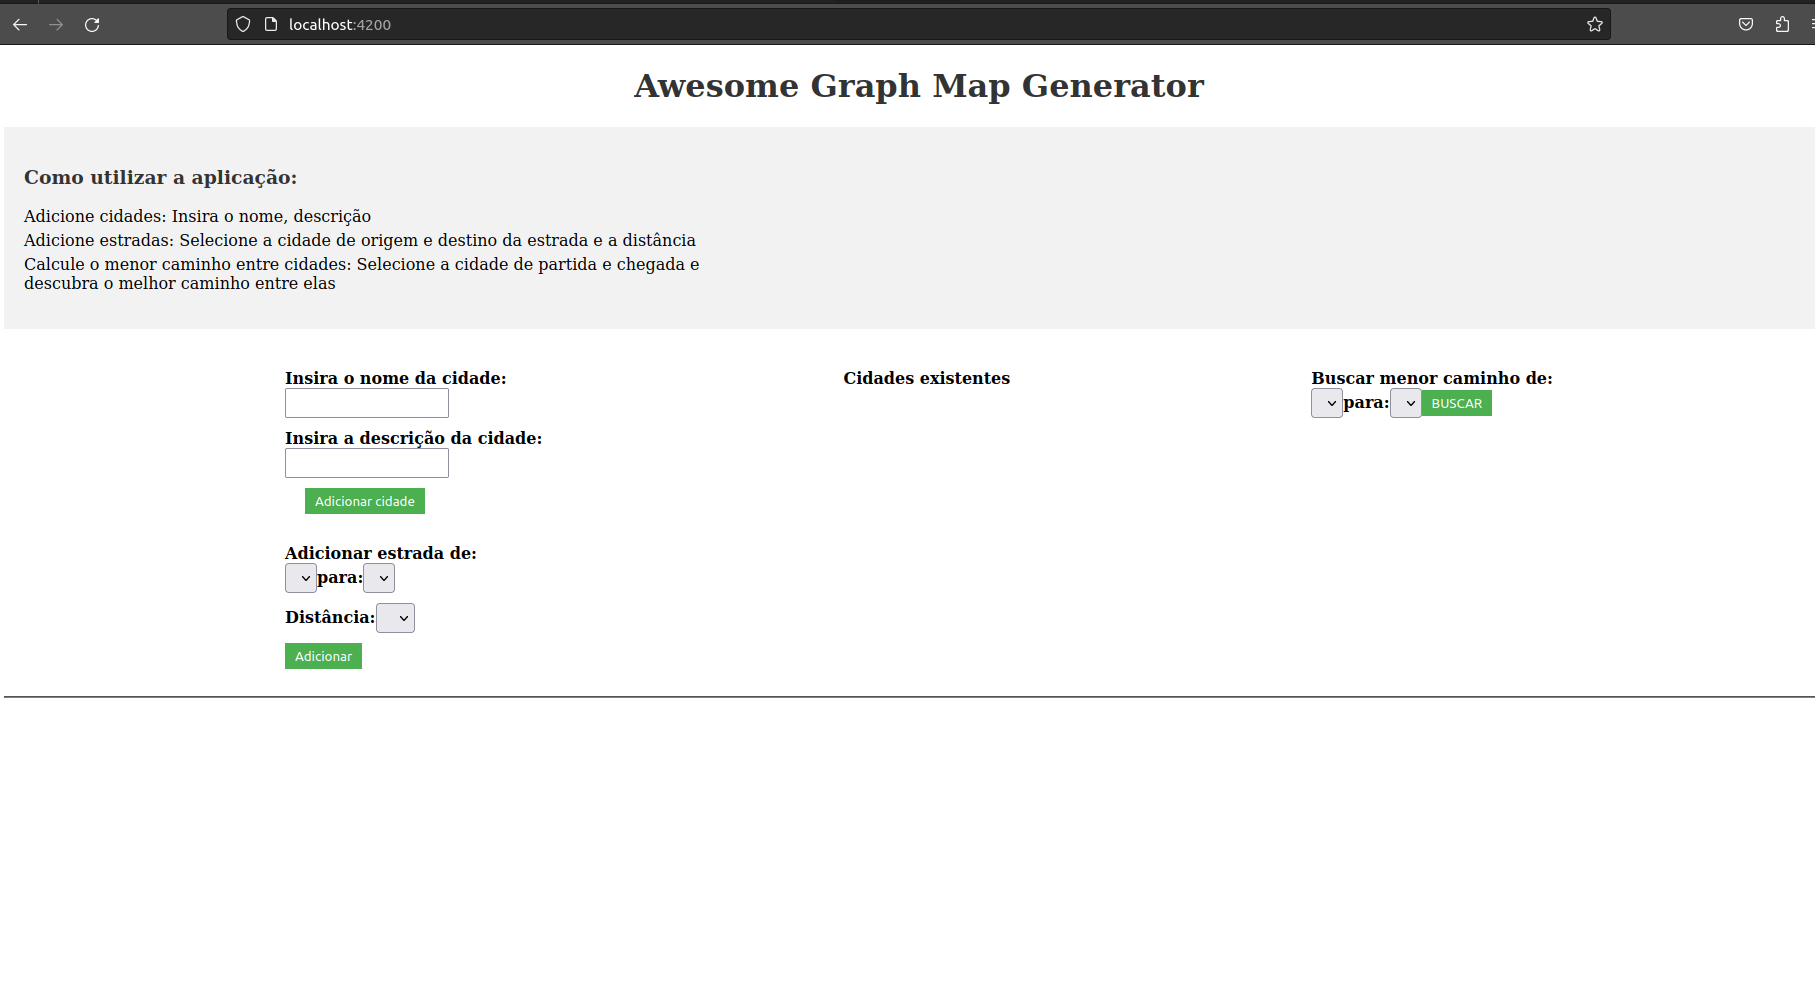 localhost:4200
Awesome Graph Map Generator
Como utilizar a aplicação:
Adicione cidades: Insira o nome, descrição
Adicione estradas: Selecione a cidade de origem e destino da estrada e a distância
Calcule o menor caminho entre cidades: Selecione a cidade de partida e chegada e
descubra o melhor caminho entre elas
Insira o nome da cidade:
Insira a descrição da cidade:
Adicionar cidade
Adicionar estrada de:
para:
Distância:
Adicionar
Cidades existentes
Buscar menor caminho de:
para: BUSCAR